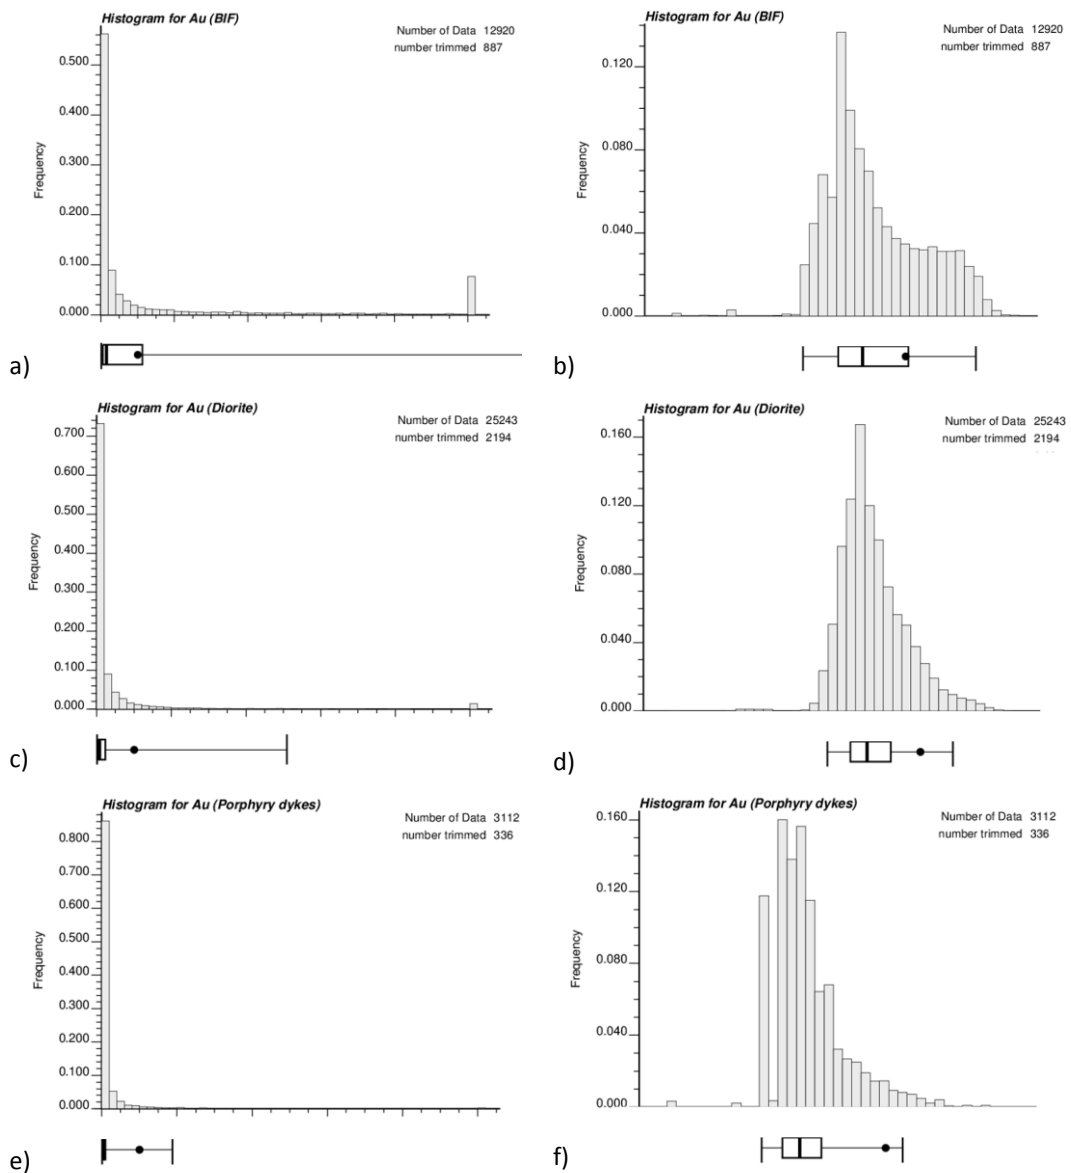 Histogram for Au (BIF)
Number of Data 12920
number trimmed 887
Frequency
0.500
0.400
0.300
0.200
0.100
0.000
a)
Histogram for Au (BIF)
Number of Data 12920
number trimmed 887
Frequency
0.120
0.080
0.040
0.000
b)
Histogram for Au (Diorite)
Number of Data 25243
number trimmed 2194
Frequency
0.700
0.600
0.500
0.400
0.300
0.200
0.100
0.000
c)
Histogram for Au (Diorite)
Number of Data 25243
number trimmed 2194
Frequency
0.160
0.120
0.080
0.040
0.000
d)
Histogram for Au (Porphyry dykes)
Number of Data 3112
number trimmed 336
Frequency
0.800
0.700
0.600
0.500
0.400
0.300
0.200
0.100
0.000
e)
Histogram for Au (Porphyry dykes)
Number of Data 3112
number trimmed 336
Frequency
0.160
0.120
0.080
0.040
0.000
f)